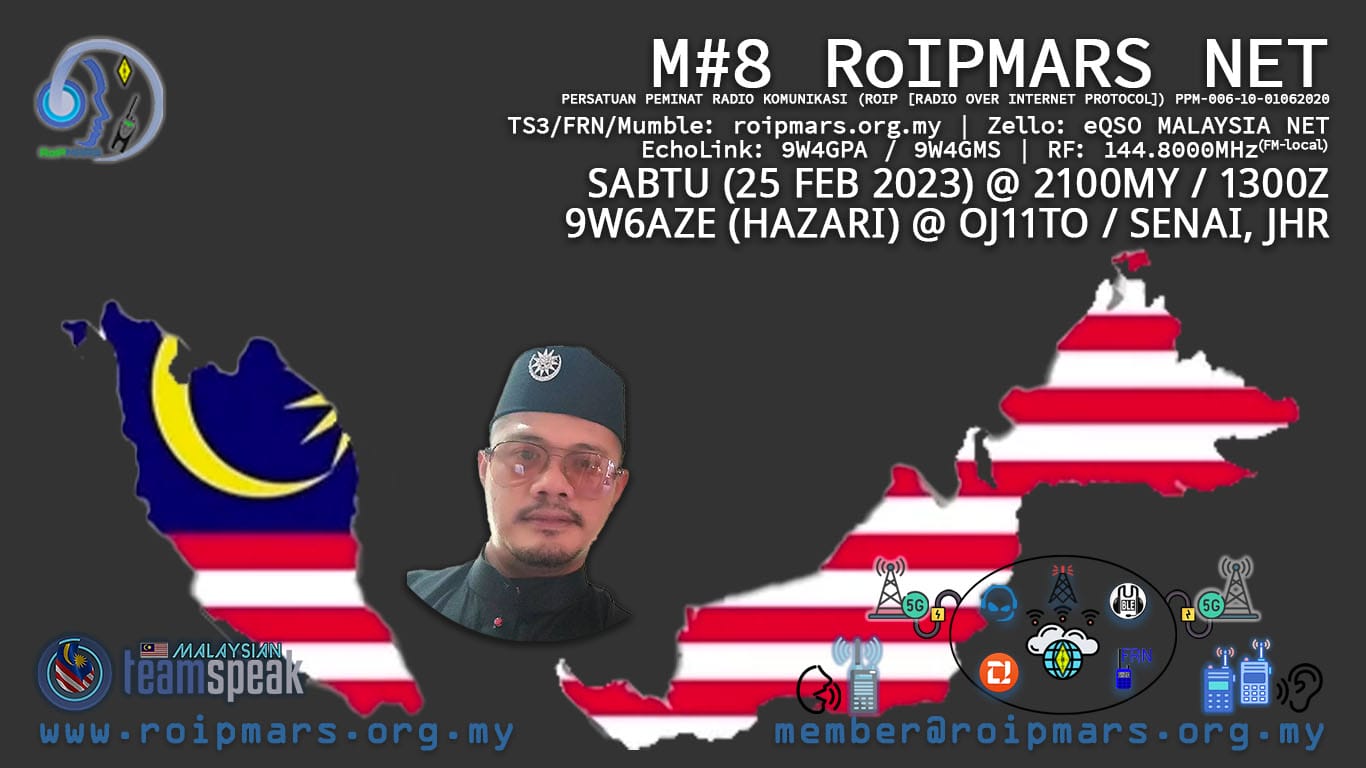 M#8 RoIPMARS NET
PERSATUAN PEMINAT RADIO KOMUNIKASI (ROIP [RADIO OVER INTERNET PROTOCOL]) PPM-006-10-01062020
TS3/FRN/Mumble: roipmars.org.my | Zello: eQSO MALAYSIA NET
EchoLink: 9W4GPA / 9W4GMS | RF: 144.8000MHz(FM-local)
SABTU (25 FEB 2023) @ 2100MY / 1300Z
9W6AZE (HAZARI) @ OJ11TO / SENAI, JHR
RoIPMARS
5G
BLE
5G
FRN
MALAYSIAN
teamspeak
www.roipmars.org.my
member@roipmars.org.my